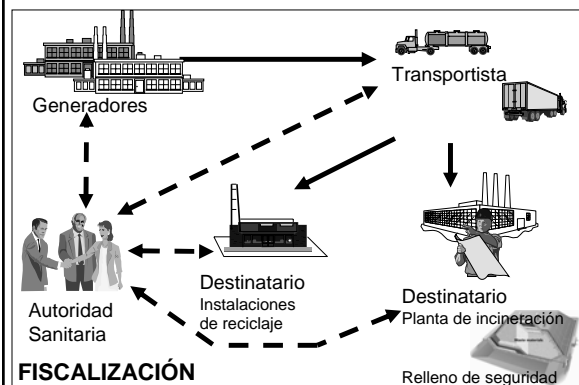 Generadores
Transportista
Autoridad
Sanitaria
Destinatario
Instalaciones
de reciclaje
Destinatario
Planta de incineración
Relleno de seguridad
FISCALIZACIÓN